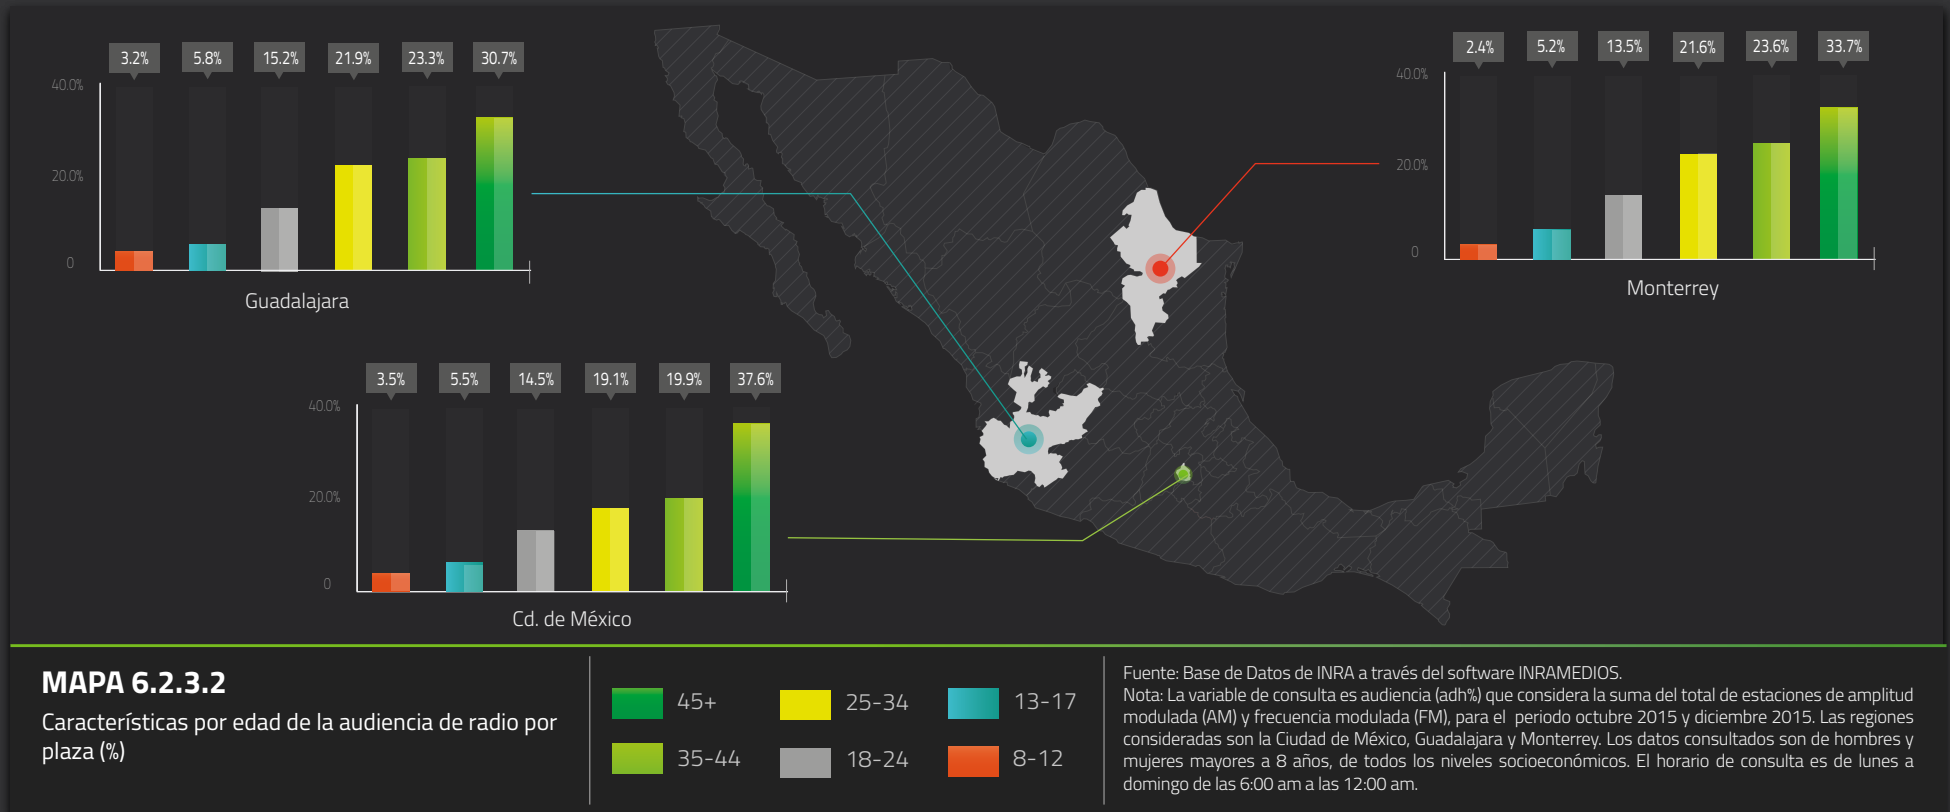 3.2% 5.8% 15.2% 21.9% 23.3% 30.7%
40.0%
20.0%
0
Guadalajara
2.4% 5.2% 13.5% 21.6% 23.6% 33.7%
40.0%
20.0%
0
Monterrey
3.5% 5.5% 14.5% 19.1% 19.9% 37.6%
40.0%
20.0%
0
Cd. de México
MAPA 6.2.3.2
Características por edad de la audiencia de radio por
plaza (%)
45+ 25-34 13-17
35-44 18-24 8-12
Fuente: Base de Datos de INRA a través del software INRAMEDIOS.
Nota: La variable de consulta es audiencia (adh%) que considera la suma del total de estaciones de amplitud
modulada (AM) y frecuencia modulada (FM), para el periodo octubre 2015 y diciembre 2015. Las regiones
consideradas son la Ciudad de México, Guadalajara y Monterrey. Los datos consultados son de hombres y
mujeres mayores a 8 años, de todos los niveles socioeconómicos. El horario de consulta es de lunes a
domingo de las 6:00 am a las 12:00 am.